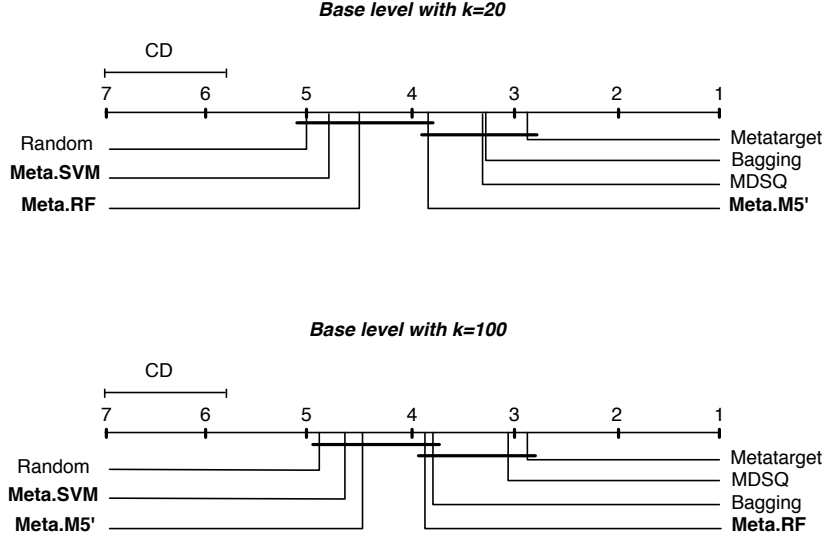 Base level with k=20
CD
7 6 5 4 3 2 1
Random
Meta.SVM
Meta.RF
Metatarget
Bagging
MDSQ
Meta.M5'
Base level with k=100
CD
7 6 5 4 3 2 1
Random
Meta.SVM
Meta.M5'
Metatarget
MDSQ
Bagging
Meta.RF